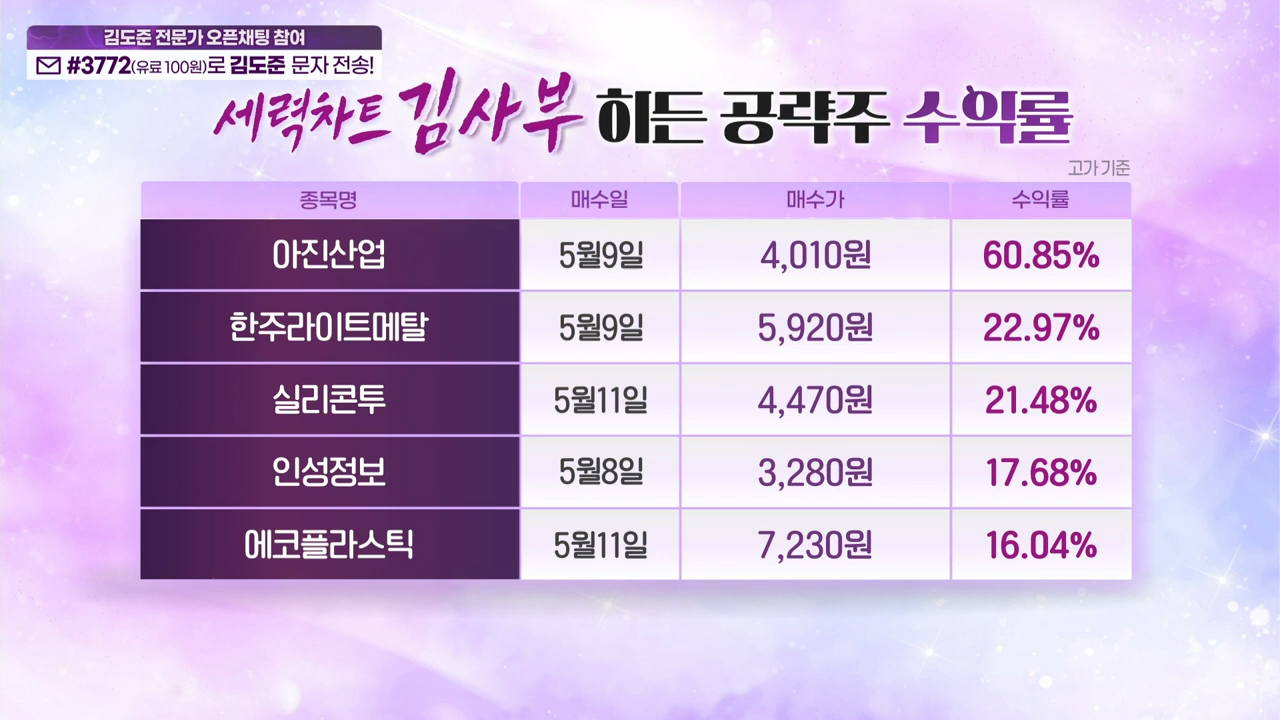 김도준 전문가 오픈채팅 참여
#3772(유료 100원)로 김도준 문자 전송!
세력차트 김사부 히든 공략주 수익률
고가 기준
종목명 매수일 매수가 수익률
아진산업 5월9일 4,010원 60.85%
한주라이트메탈 5월9일 5,920원 22.97%
실리콘투 5월11일 4,470원 21.48%
인성정보 5월8일 3,280원 17.68%
에코플라스틱 5월11일 7,230원 16.04%